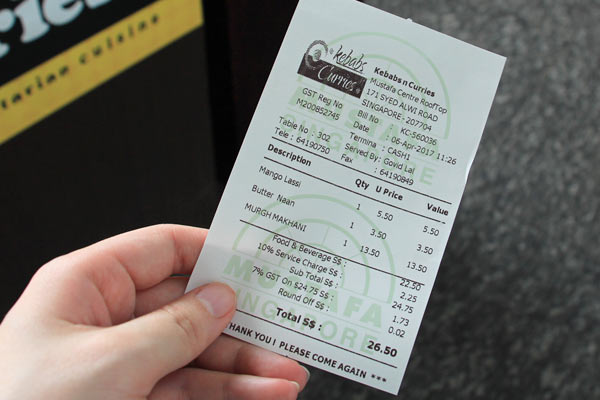 tarian cuisine
kebabs
n
Curries
Kebabs n Curries
Mustafa Centre RoofTop
171 SYED ALWI ROAD
SINGAPORE - 207704
GST Reg No Bill No : KC-560036
M200852745 Date : 06-Apr-2017 11:26
Termina : CASH1
Table No : 302 Served By: Govid Lal
Tele : 64190750 Fax : 64190849
Description Qty U Price Value
Mango Lassi 1 5.50 5.50
Butter Naan 1 3.50 3.50
MURGH MAKHANI 1 13.50 13.50
Food & Beverage S$ : 22.50
10% Service Charge S$ : 2.25
Sub Total S$ : 24.75
7% GST On $24.75 S$ : 1.73
Round Off S$ : 0.02
Total S$ : 26.50
THANK YOU ! PLEASE COME AGAIN ***
MUSTAFA
SINGAPORE